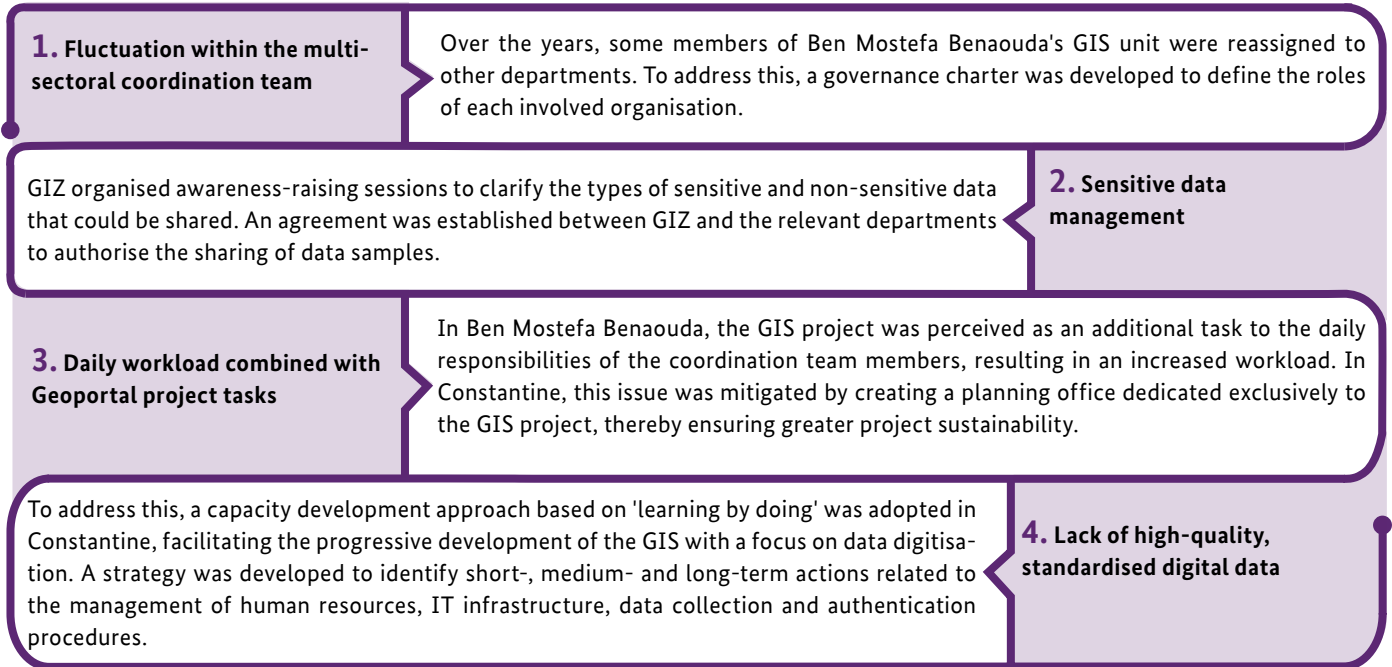 1. Fluctuation within the multi-
sectoral coordination team
Over the years, some members of Ben Mostefa Benaouda's GIS unit were reassigned to
other departments. To address this, a governance charter was developed to define the roles
of each involved organisation.
2. Sensitive data
management
GIZ organised awareness-raising sessions to clarify the types of sensitive and non-sensitive data
that could be shared. An agreement was established between GIZ and the relevant departments
to authorise the sharing of data samples.
3. Daily workload combined with
Geoportal project tasks
In Ben Mostefa Benaouda, the GIS project was perceived as an additional task to the daily
responsibilities of the coordination team members, resulting in an increased workload. In
Constantine, this issue was mitigated by creating a planning office dedicated exclusively to
the GIS project, thereby ensuring greater project sustainability.
4. Lack of high-quality,
standardised digital data
To address this, a capacity development approach based on 'learning by doing' was adopted in
Constantine, facilitating the progressive development of the GIS with a focus on data digitisa-
tion. A strategy was developed to identify short-, medium- and long-term actions related to
the management of human resources, IT infrastructure, data collection and authentication
procedures.